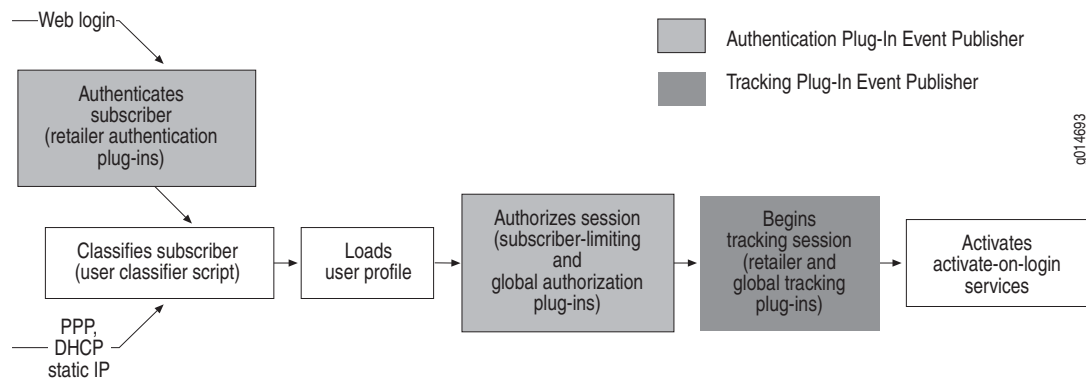 Web login
Authentication Plug-In Event Publisher
Tracking Plug-In Event Publisher
g014693
Authenticates
subscriber
(retailer authentication
plug-ins)
Classifies subscriber
(user classifier script)
Loads
user profile
Authorizes session
(subscriber-limiting
and
global authorization
plug-ins)
Begins
tracking session
(retailer and
global tracking
plug-ins)
Activates
activate-on-login
services
PPP,
DHCP
static IP